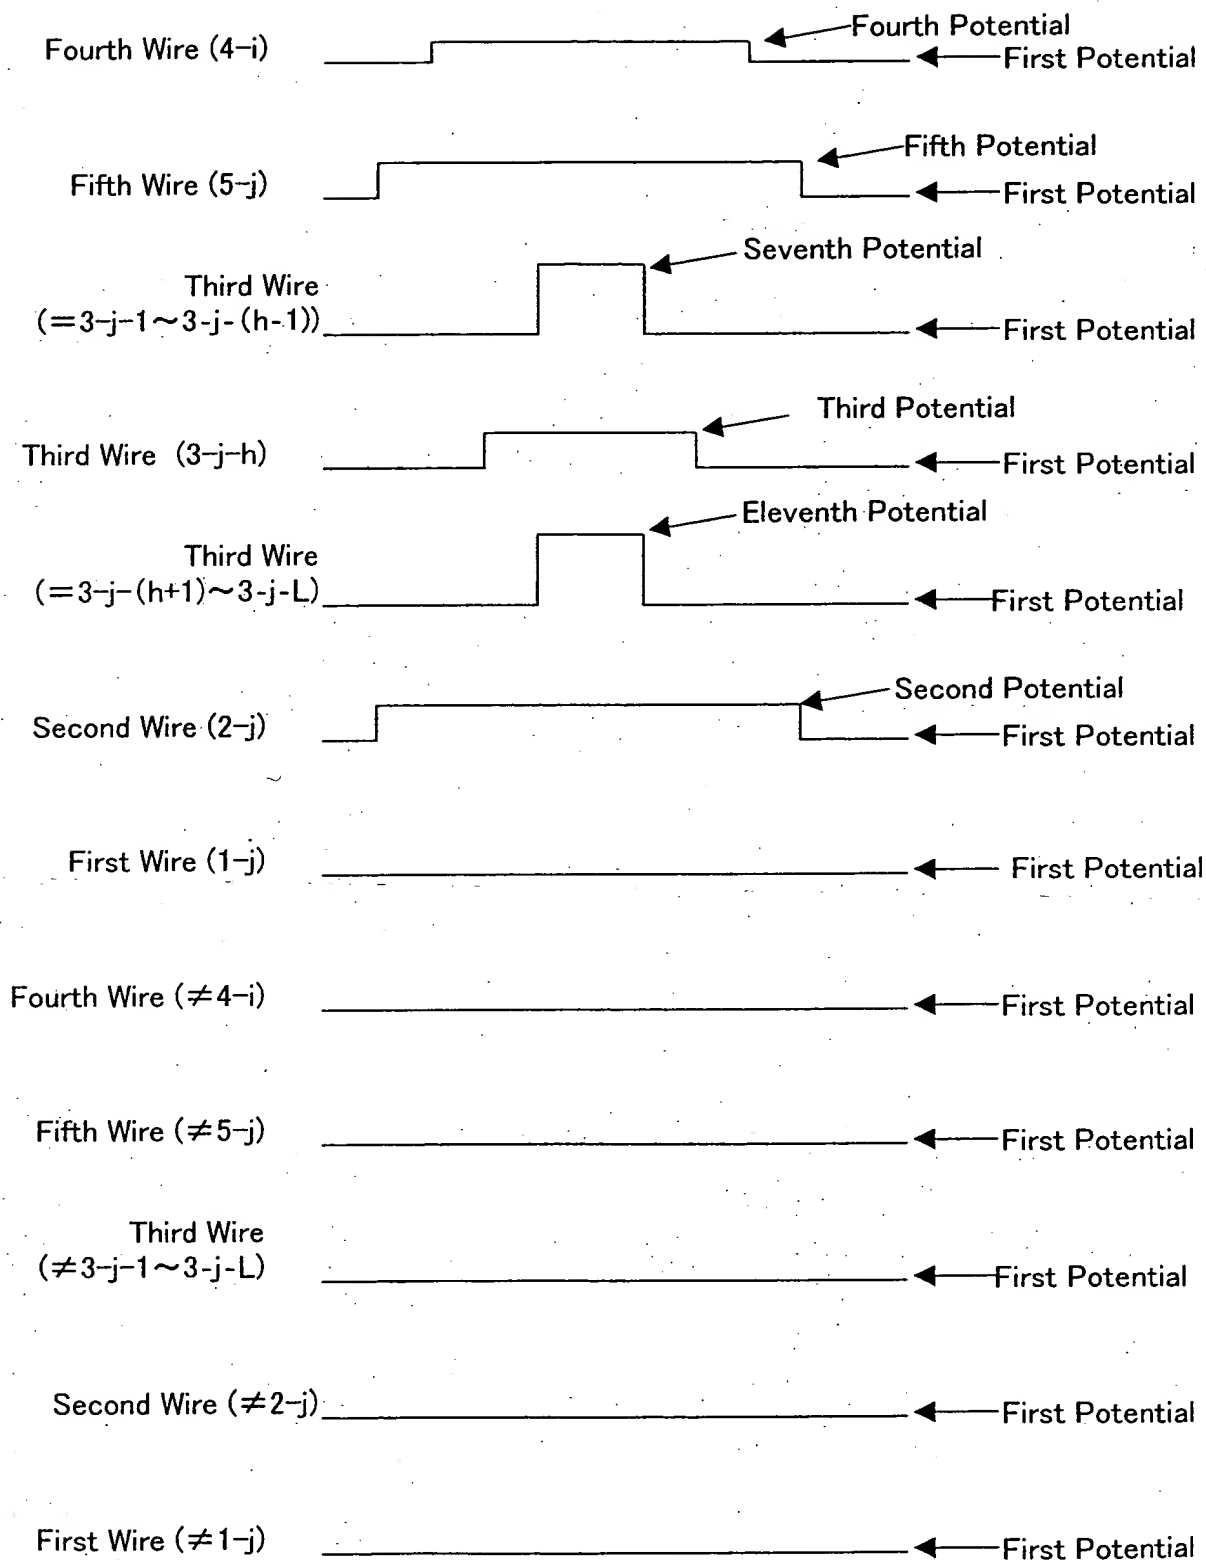 Fourth Potential
Fourth Wire (4-i)
First Potential
Fifth Potential
Fifth Wire (5-j)
First Potential
Seventh Potential
Third Wire
(=3-j-1~3-j-(h-1))
First Potential
Third Potential
Third Wire (3-j-h)
First Potential
Eleventh Potential
Third Wire
(=3-j-(h+1)~3-j-L)
First Potential
Second Potential
Second Wire (2-j)
First Potential
First Wire (1-j)
First Potential
Fourth Wire (≠4-i)
First Potential
Fifth Wire (≠5-j)
First Potential
Third Wire
(≠3-j-1~3-j-L)
First Potential
Second Wire (≠2-j)
First Potential
First Wire (≠1-j)
First Potential